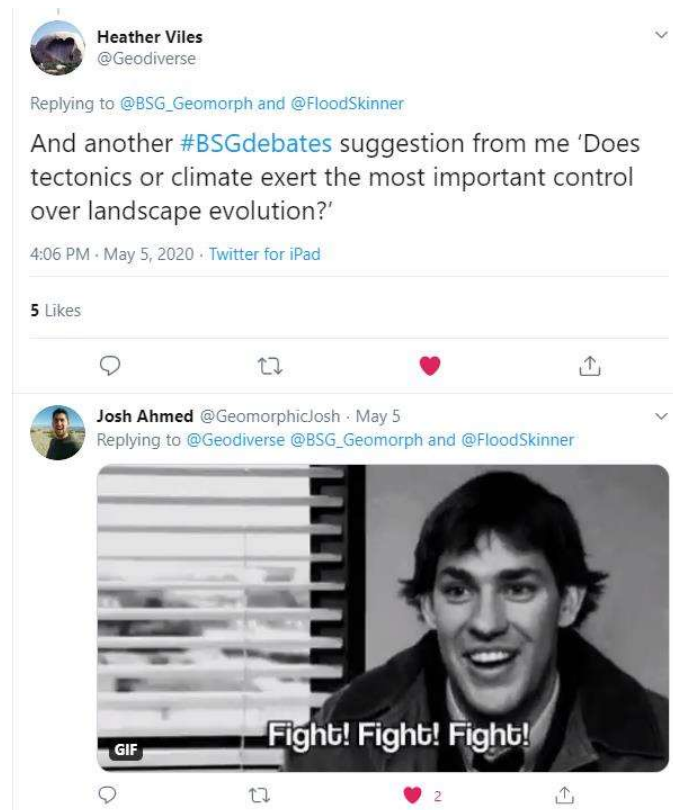 Heather Viles
@Geodiverse
Replying to @BSG_Geomorph and @FloodSkinner
And another #BSGdebates suggestion from me ‘Does
tectonics or climate exert the most important control
over landscape evolution?’
4:06 PM · May 5, 2020 · Twitter for iPad
5 Likes
Josh Ahmed @GeomorphicJosh · May 5
Replying to @Geodiverse @BSG_Geomorph and @FloodSkinner
Fight! Fight! Fight!
GIF
2